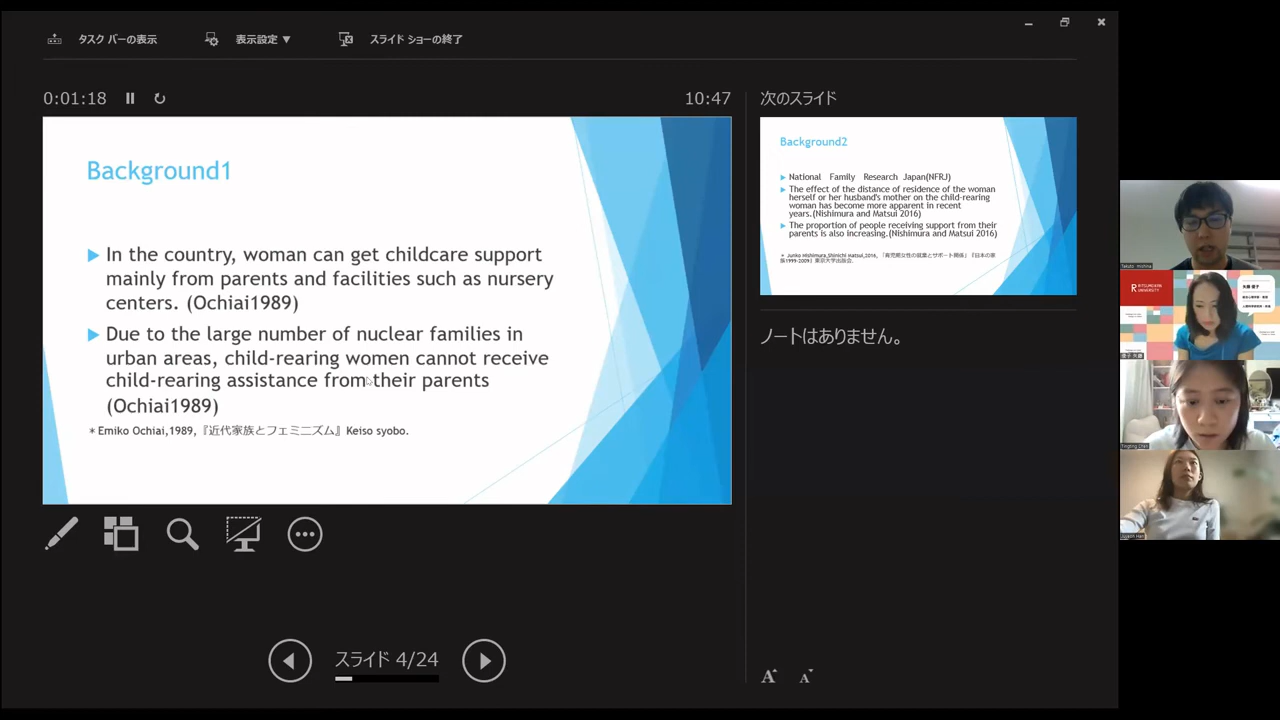 タスク バーの表示
表示設定 ▼
スライド ショーの終了
0:01:18
10:47
次のスライド
Background1
In the country, woman can get childcare support
mainly from parents and facilities such as nursery
centers. (Ochiai1989)
Due to the large number of nuclear families in
urban areas, child-rearing women cannot receive
child-rearing assistance from their parents
(Ochiai1989)
＊Emiko Ochiai,1989,『近代家族とフェミニズム』Keiso syobo.
Background2
National Family Research Japan(NFRJ)
The effect of the distance of residence of the woman
herself or her husband's mother on the child-rearing
woman has become more apparent in recent
years.(Nishimura and Matsui 2016)
The proportion of people receiving support from their
parents is also increasing.(Nishimura and Matsui 2016)
＊ Junko Nishimura,Shinichi Matsui,2016,「育児期女性の就業とサポート関係」『日本の家
族1999-2009』東京大学出版会.
ノートはありません。
スライド 4/24
A A
RITSUMEIKAN
UNIVERSITY